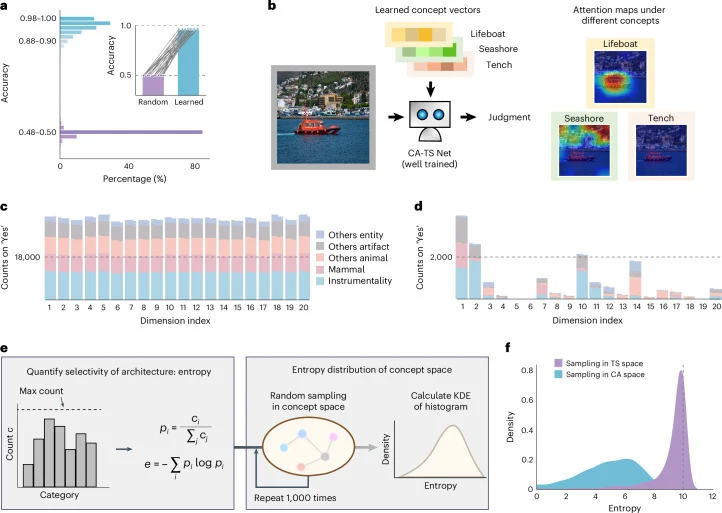 a
0.98–1.00
0.88–0.90
0.48–0.50
Accuracy
0
40
80
Percentage (%)
1.0
0.5
Accuracy
Random
Learned
b
Learned concept vectors
Lifeboat
Seashore
Tench
CA-TS Net
(well trained)
Judgment
Attention maps under
different concepts
Lifeboat
Seashore
Tench
c
Counts on 'Yes'
18,000
1 2 3 4 5 6 7 8 9 10 11 12 13 14 15 16 17 18 19 20
Dimension index
Others entity
Others artifact
Others animal
Mammal
Instrumentality
d
Counts on 'Yes'
2,000
1 2 3 4 5 6 7 8 9 10 11 12 13 14 15 16 17 18 19 20
Dimension index
e
Quantify selectivity of architecture: entropy
Max count
Count c
Category
pi = ci / ∑j cj
e = – ∑i pi log pi
Entropy distribution of concept space
Random sampling
in concept space
Repeat 1,000 times
Calculate KDE
of histogram
Density
Entropy
f
Sampling in TS space
Sampling in CA space
0.8
0.6
0.4
0.2
0
Density
0 2 4 6 8 10 12
Entropy